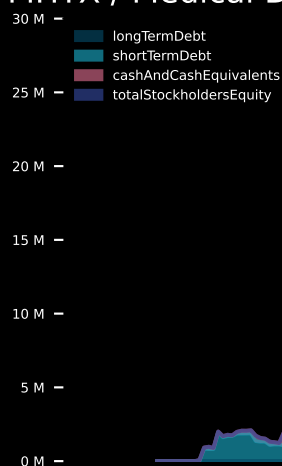 30 M
longTermDebt
shortTermDebt
cashAndCashEquivalents
totalStockholdersEquity
25 M
20 M
15 M
10 M
5 M
0 M